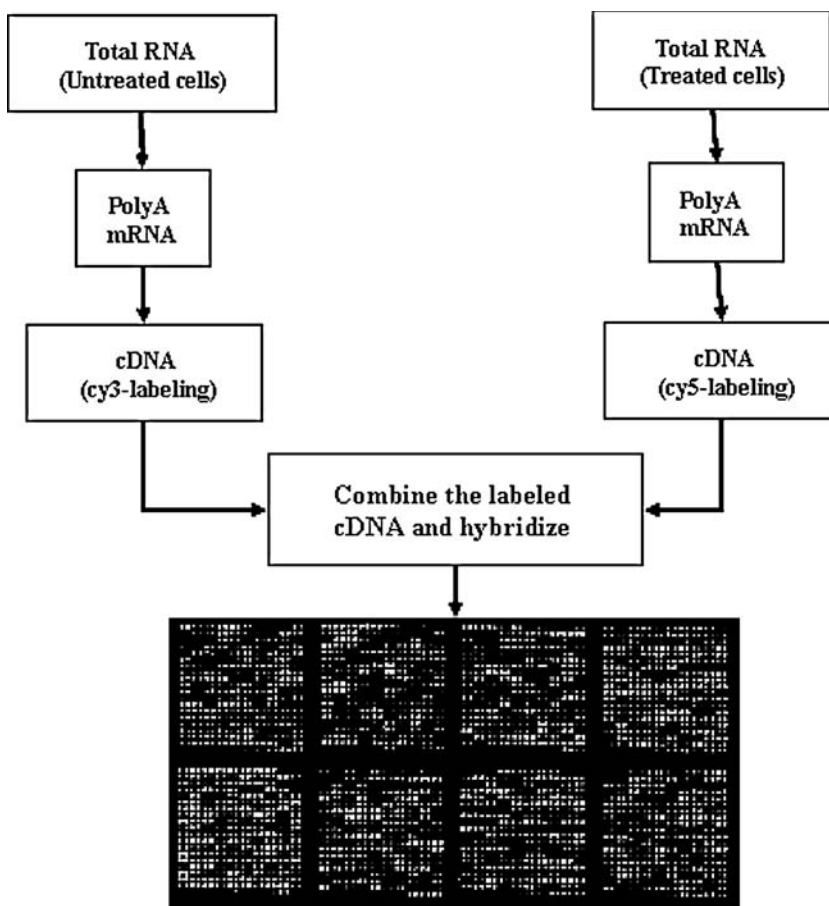 Total RNA
(Untreated cells)
Total RNA
(Treated cells)
PolyA
mRNA
PolyA
mRNA
cDNA
(cy3-labeling)
cDNA
(cy5-labeling)
Combine the labeled
cDNA and hybridize